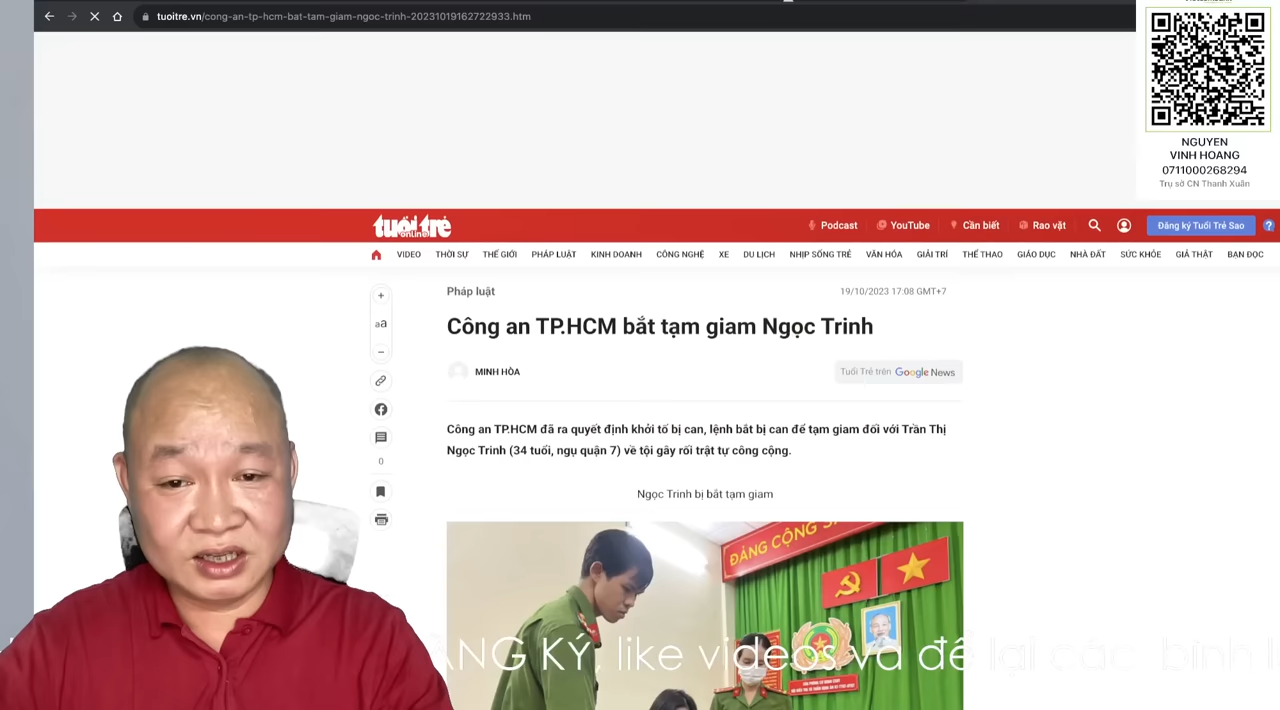 tuoitre.vn/cong-an-tp-hcm-bat-tam-giam-ngoc-trinh-20231019162722933.htm
NGUYEN
VINH HOANG
0711000268294
Trụ sở CN Thanh Xuân
tuổi trẻ
online
Podcast
YouTube
Cần biết
Rao vặt
Đăng ký Tuổi Trẻ Sao
?
VIDEO THỜI SỰ THẾ GIỚI PHÁP LUẬT KINH DOANH CÔNG NGHỆ XE DU LỊCH NHỊP SỐNG TRẺ VĂN HÓA GIẢI TRÍ THỂ THAO GIÁO DỤC NHÀ ĐẤT SỨC KHỎE GIẢ THẬT BẠN ĐỌC
Pháp luật
19/10/2023 17:08 GMT+7
+
aa
−
0
Công an TP.HCM bắt tạm giam Ngọc Trinh
MINH HÒA
Tuổi Trẻ trên Google News
Công an TP.HCM đã ra quyết định khởi tố bị can, lệnh bắt bị can để tạm giam đối với Trần Thị
Ngọc Trinh (34 tuổi, ngụ quận 7) về tội gây rối trật tự công cộng.
Ngọc Trinh bị bắt tạm giam
ĐẢNG CỘNG S
ĂNG KÝ, like videos và để lại các bình l